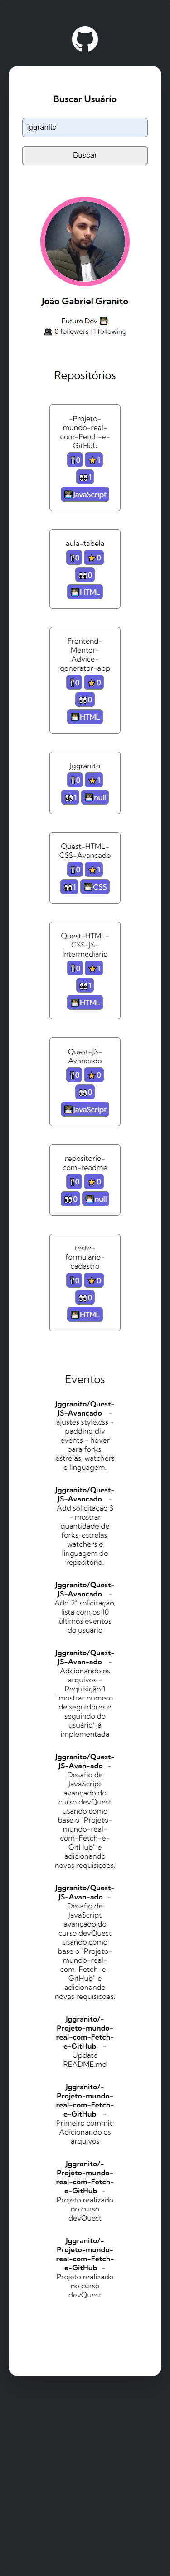 Buscar Usuário
jggranito
Buscar
João Gabriel Granito
Futuro Dev 💻
👥 0 followers | 1 following
Repositórios
-Projeto-
mundo-real-
com-Fetch-e-
GitHub
0 ⭐1
👀1
JavaScript
aula-tabela
0 ⭐0
👀0
HTML
Frontend-
Mentor-
Advice-
generator-app
0 ⭐0
👀0
HTML
Jggranito
0 ⭐1
👀1 null
Quest-HTML-
CSS-Avancado
0 ⭐1
👀1 CSS
Quest-HTML-
CSS-JS-
Intermediario
0 ⭐1
👀1
HTML
Quest-JS-
Avancado
0 ⭐0
👀0
JavaScript
repositorio-
com-readme
0 ⭐0
👀0 null
teste-
formulario-
cadastro
0 ⭐0
👀0
HTML
Eventos
Jggranito/Quest-
JS-Avancado -
ajustes style.css -
padding div
events - hover
para forks,
estrelas, watchers
e linguagem.
Jggranito/Quest-
JS-Avancado -
Add solicitação 3
- mostrar
quantidade de
forks, estrelas,
watchers e
linguagem do
repositório.
Jggranito/Quest-
JS-Avancado -
Add 2° solicitação,
lista com os 10
últimos eventos
do usuário
Jggranito/Quest-
JS-Avan-ado -
Adcionando os
arquivos -
Requisição 1
'mostrar numero
de seguidores e
seguindo do
usuário' já
implementada
Jggranito/Quest-
JS-Avan-ado -
Desafio de
JavaScript
avançado do
curso devQuest
usando como
base o "Projeto-
mundo-real-
com-Fetch-e-
GitHub" e
adicionando
novas requisições.
Jggranito/Quest-
JS-Avan-ado -
Desafio de
JavaScript
avançado do
curso devQuest
usando como
base o "Projeto-
mundo-real-
com-Fetch-e-
GitHub" e
adicionando
novas requisições.
Jggranito/-
Projeto-mundo-
real-com-Fetch-
e-GitHub -
Update
README.md
Jggranito/-
Projeto-mundo-
real-com-Fetch-
e-GitHub -
Primeiro commit;
Adicionando os
arquivos
Jggranito/-
Projeto-mundo-
real-com-Fetch-
e-GitHub -
Projeto realizado
no curso
devQuest
Jggranito/-
Projeto-mundo-
real-com-Fetch-
e-GitHub -
Projeto realizado
no curso
devQuest